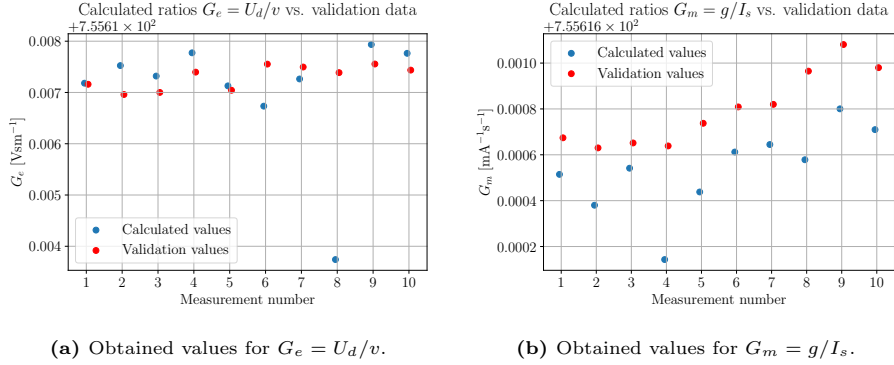 Calculated ratios $G_e = U_d/v$ vs. validation data
+7.5561 × 10²
0.008
0.007
0.006
0.005
0.004
G_e [Vsm⁻¹]
Calculated values
Validation values
1 2 3 4 5 6 7 8 9 10
Measurement number
(a) Obtained values for $G_e = U_d/v$.
Calculated ratios $G_m = g/I_s$ vs. validation data
+7.55616 × 10²
0.0010
0.0008
0.0006
0.0004
0.0002
G_m [mA⁻¹s⁻¹]
Calculated values
Validation values
1 2 3 4 5 6 7 8 9 10
Measurement number
(b) Obtained values for $G_m = g/I_s$.